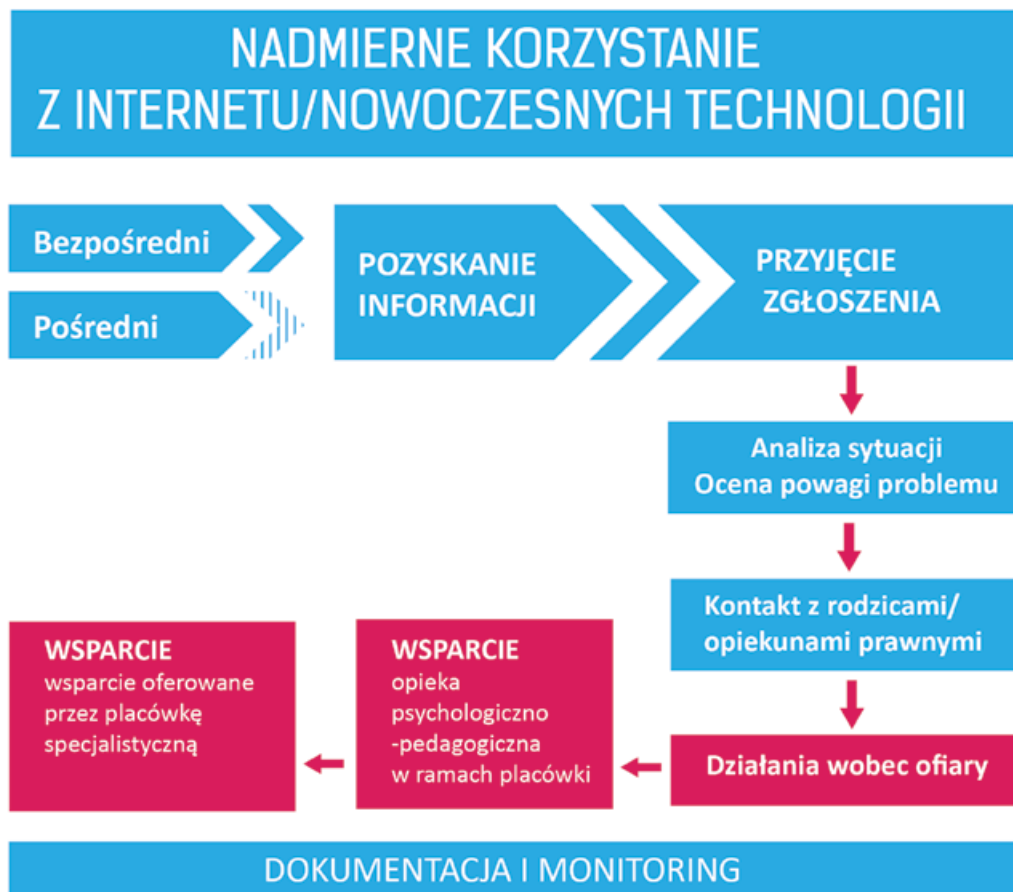 NADMIERNE KORZYSTANIE
Z INTERNETU/NOWOCZESNYCH TECHNOLOGII
Bezpośredni
Pośredni
POZYSKANIE
INFORMACJI
PRZYJĘCIE
ZGŁOSZENIA
Analiza sytuacji
Ocena powagi problemu
Kontakt z rodzicami/
opiekunami prawnymi
Działania wobec ofiary
WSPARCIE
opieka
psychologiczno
-pedagogiczna
w ramach placówki
WSPARCIE
wsparcie oferowane
przez placówkę
specjalistyczną
DOKUMENTACJA I MONITORING